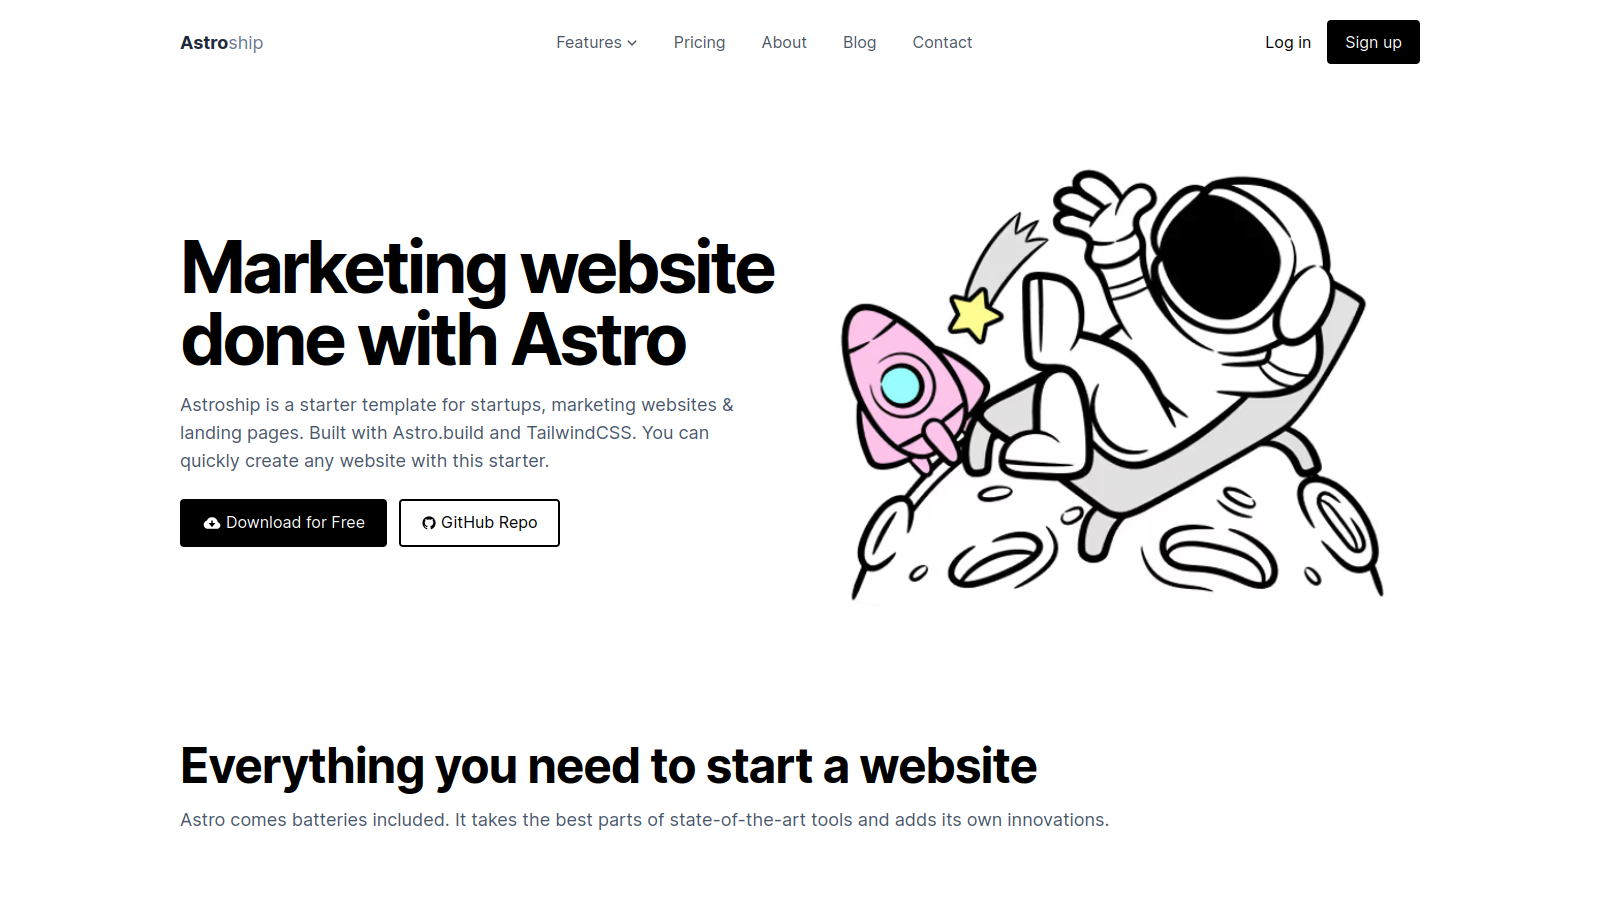 Astroship
Features
Pricing
About
Blog
Contact
Log in
Sign up
Marketing website
done with Astro
Astroship is a starter template for startups, marketing websites &
landing pages. Built with Astro.build and TailwindCSS. You can
quickly create any website with this starter.
Download for Free
GitHub Repo
Everything you need to start a website
Astro comes batteries included. It takes the best parts of state-of-the-art tools and adds its own innovations.